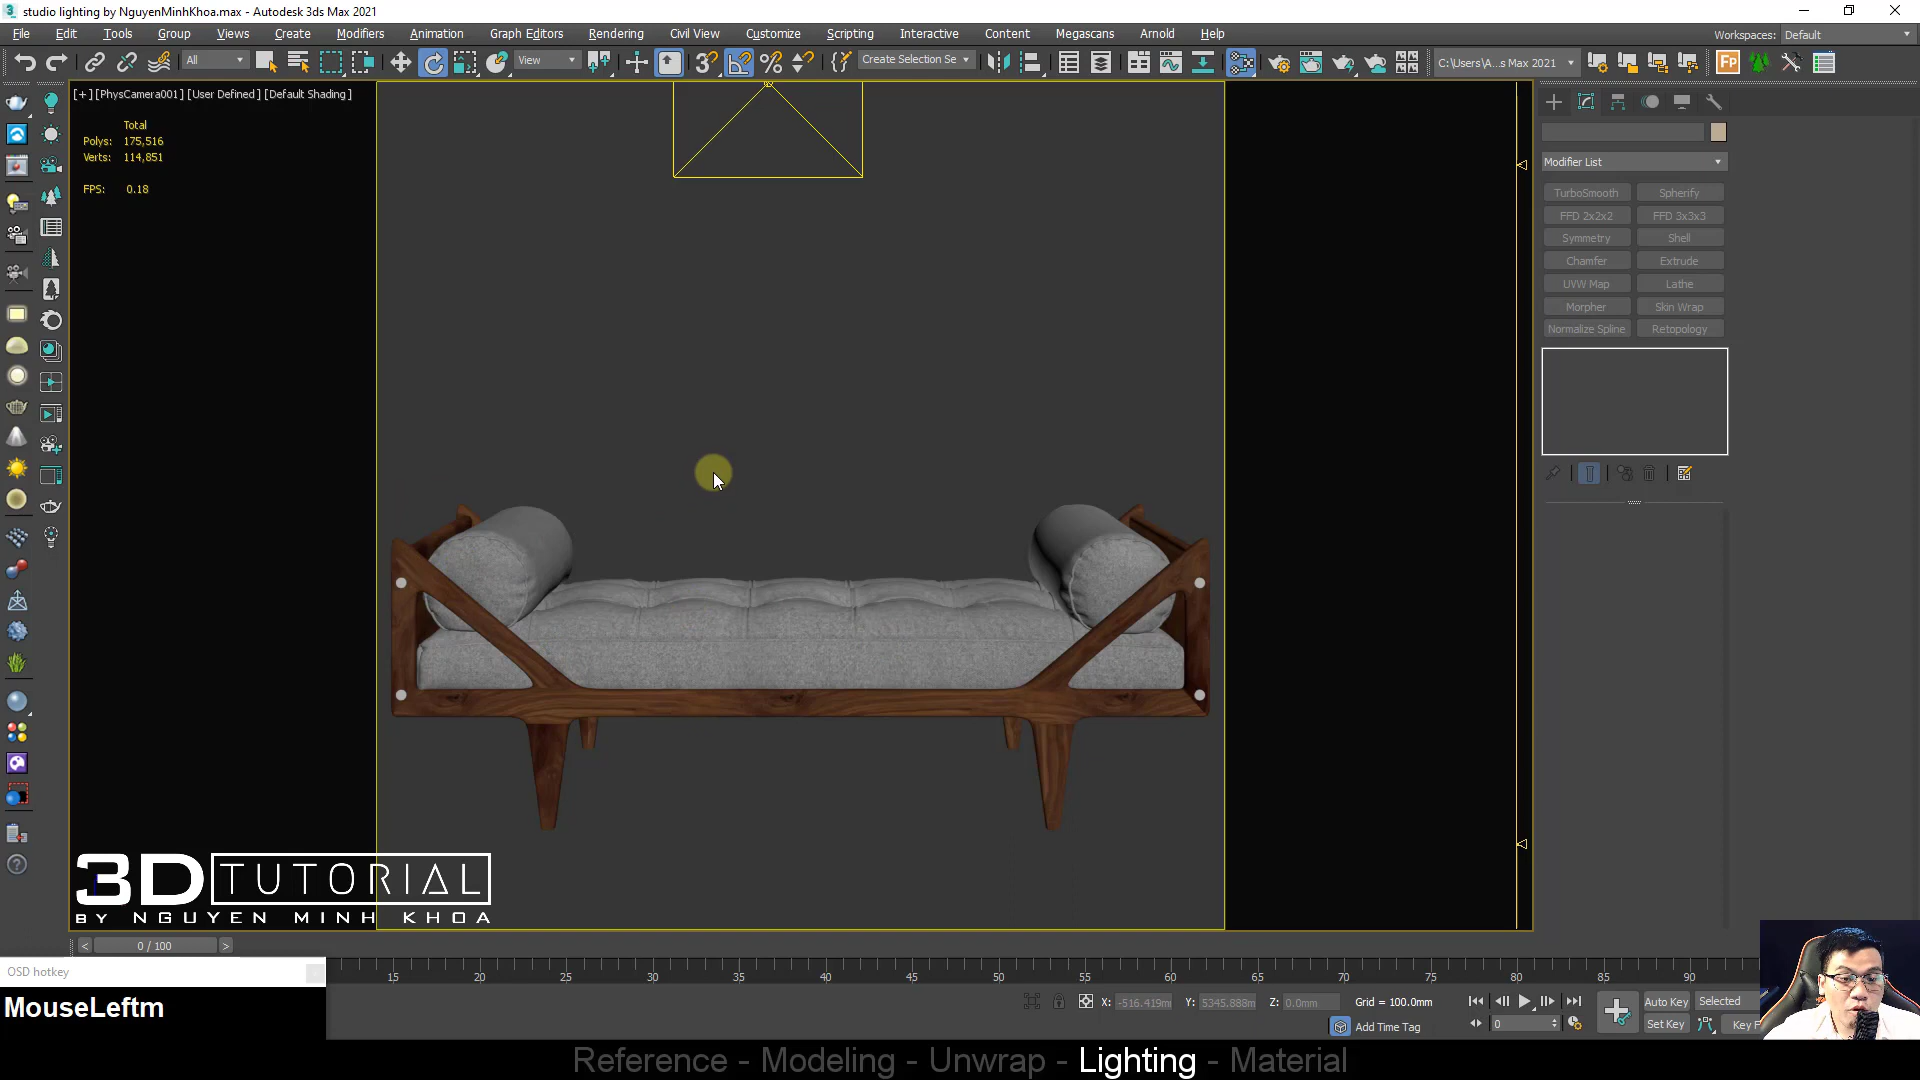 studio lighting by NguyenMinhKhoa.max - Autodesk 3ds Max 2021
File Edit Tools Group Views Create Modifiers Animation Graph Editors Rendering Civil View Customize Scripting Interactive Content Megascans Arnold Help
Workspaces: Default
All View Create Selection Se C:\Users\A...s Max 2021
[+] [PhysCamera001] [User Defined] [Default Shading]
Total
Polys: 175,516
Verts: 114,851
FPS: 0.18
Modifier List
TurboSmooth Spherify
FFD 2x2x2 FFD 3x3x3
Symmetry Shell
Chamfer Extrude
UVW Map Lathe
Morpher Skin Wrap
Normalize Spline Retopology
3D TUTORIAL
BY NGUYEN MINH KHOA
< 0 / 100 >
OSD hotkey
MouseLeftm
15 20 25 30 35 40 45 50 55 60 65 70 75 80 85 90
X: -516.419m Y: 5345.888m Z: 0.0mm Grid = 100.0mm
Add Time Tag
0
Auto Key Selected
Set Key Key F
Reference - Modeling - Unwrap - Lighting - Material